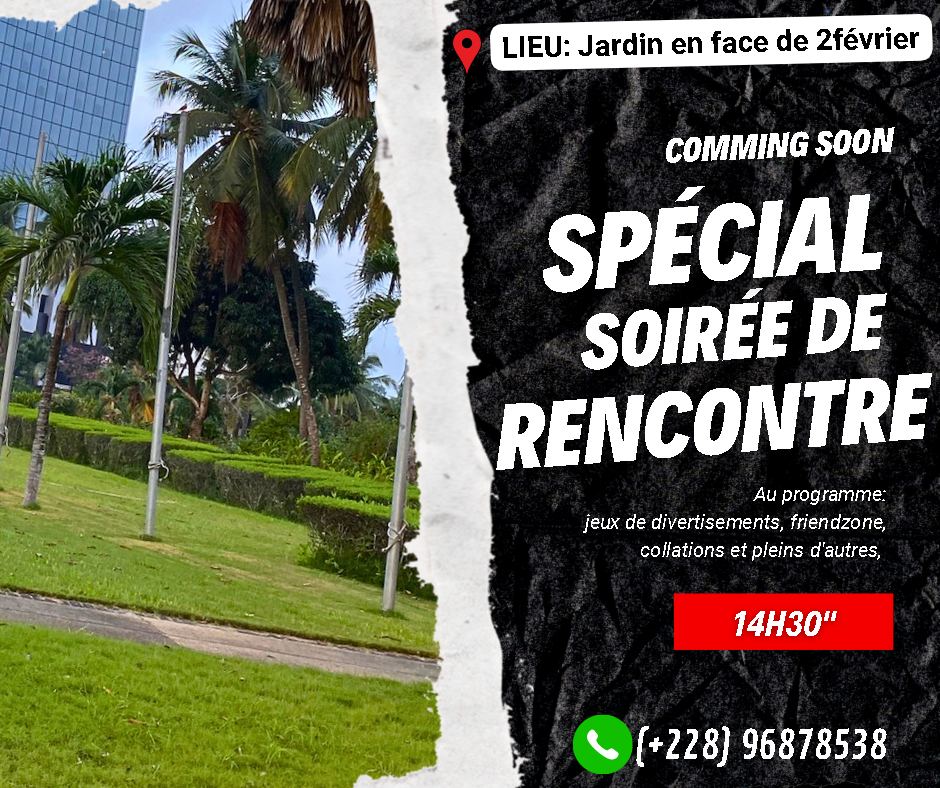 LIEU: Jardin en face de 2février
COMMING SOON
SPÉCIAL
SOIRÉE DE
RENCONTRE
Au programme:
jeux de divertisements, friendzone,
collations et pleins d'autres,
14H30"
(+228) 96878538